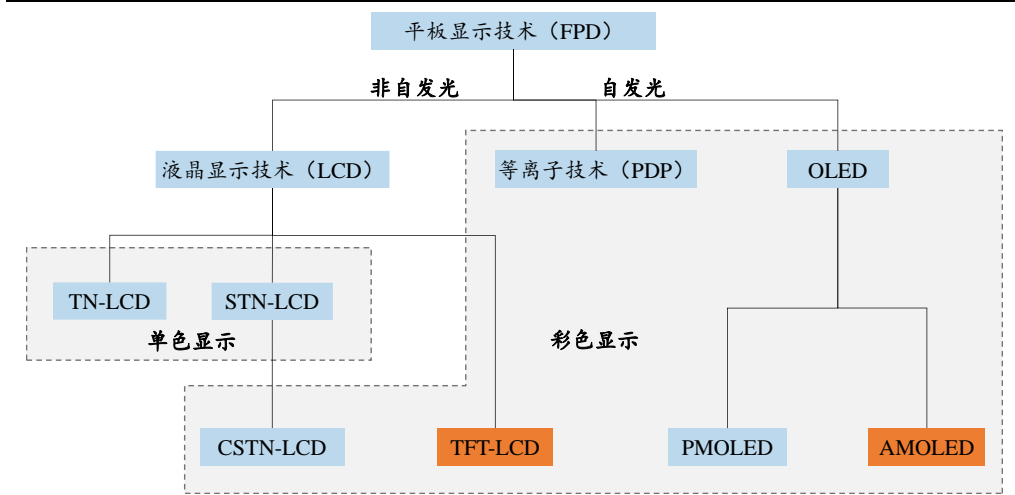 平板显示技术（FPD）
非自发光
自发光
液晶显示技术（LCD）
等离子技术（PDP）
OLED
TN-LCD
STN-LCD
单色显示
彩色显示
CSTN-LCD
TFT-LCD
PMOLED
AMOLED